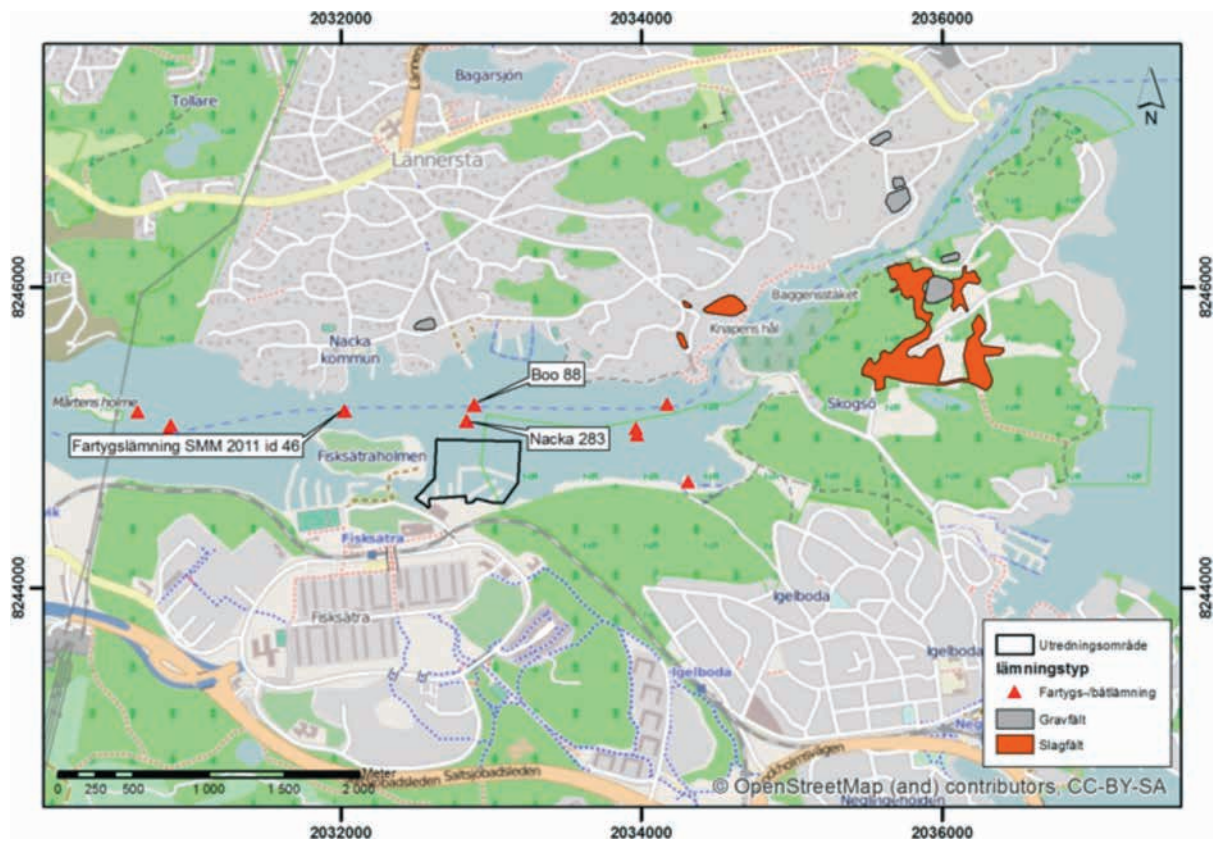 2032000
2034000
2036000
Bagarsjön
Tollare
Lännersta
N
8246000
8246000
Baggensstäket
Knapens hål
Nacka
kommun
Boo 88
Mårtens holme
Skogsö
Fartygslämning SMM 2011 id 46
Nacka 283
Fisksätraholmen
Fisksätra
8244000
8244000
Fisksätra
Igelboda
Igelboda
Igelboda
Utredningsområde
lämningstyp
Fartygs-/båtlämning
Gravfält
Slagfält
Meter
0 250 500 1 000 1 500 2 000
Saltsjöbadsleden
© OpenStreetMap (and) contributors, CC-BY-SA
2032000
2034000
2036000